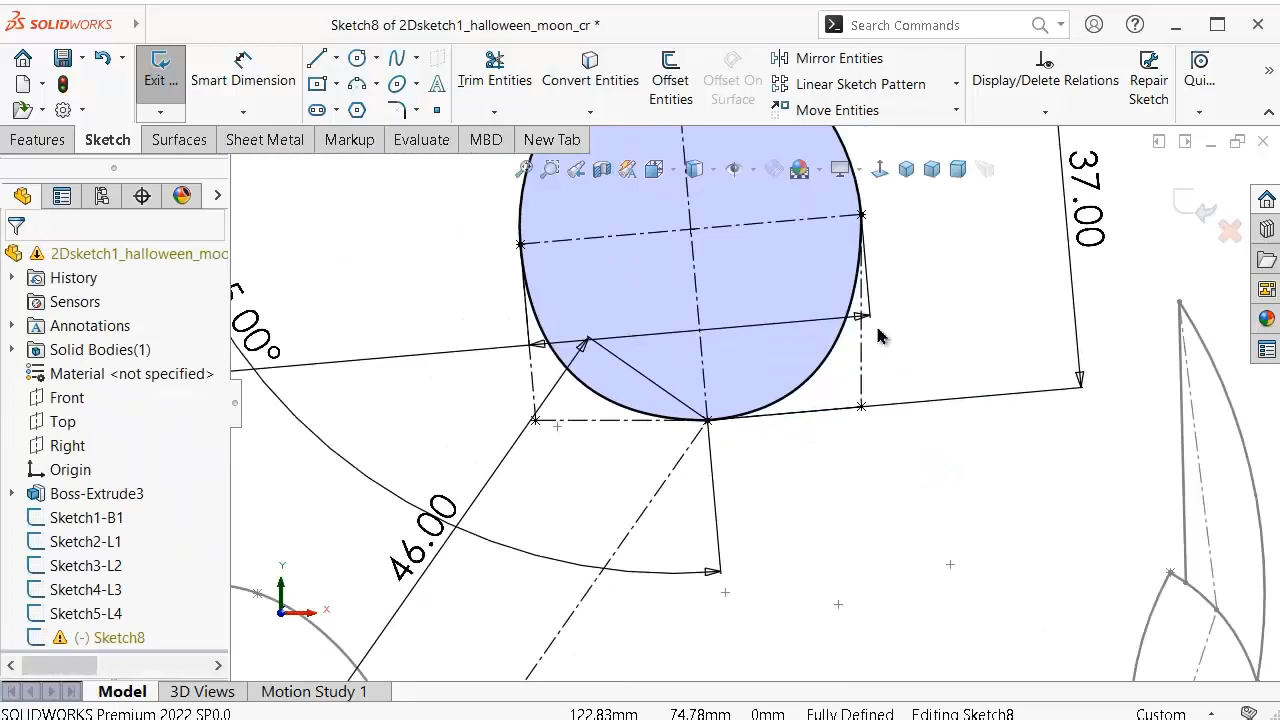 SOLIDWORKS
Sketch8 of 2Dsketch1_halloween_moon_cr *
Search Commands
Exit ...
Smart Dimension
Trim Entities
Convert Entities
Offset Entities
Offset On Surface
Mirror Entities
Linear Sketch Pattern
Move Entities
Display/Delete Relations
Repair Sketch
Qui...
Features
Sketch
Surfaces
Sheet Metal
Markup
Evaluate
MBD
New Tab
2Dsketch1_halloween_moo
History
Sensors
Annotations
Solid Bodies(1)
Material <not specified>
Front
Top
Right
Origin
Boss-Extrude3
Sketch1-B1
Sketch2-L1
Sketch3-L2
Sketch4-L3
Sketch5-L4
(-) Sketch8
37.00
5.00°
46.00
Y
X
Model
3D Views
Motion Study 1
SOLIDWORKS Premium 2022 SP0.0
122.83mm
74.78mm
0mm
Fully Defined
Editing Sketch8
Custom